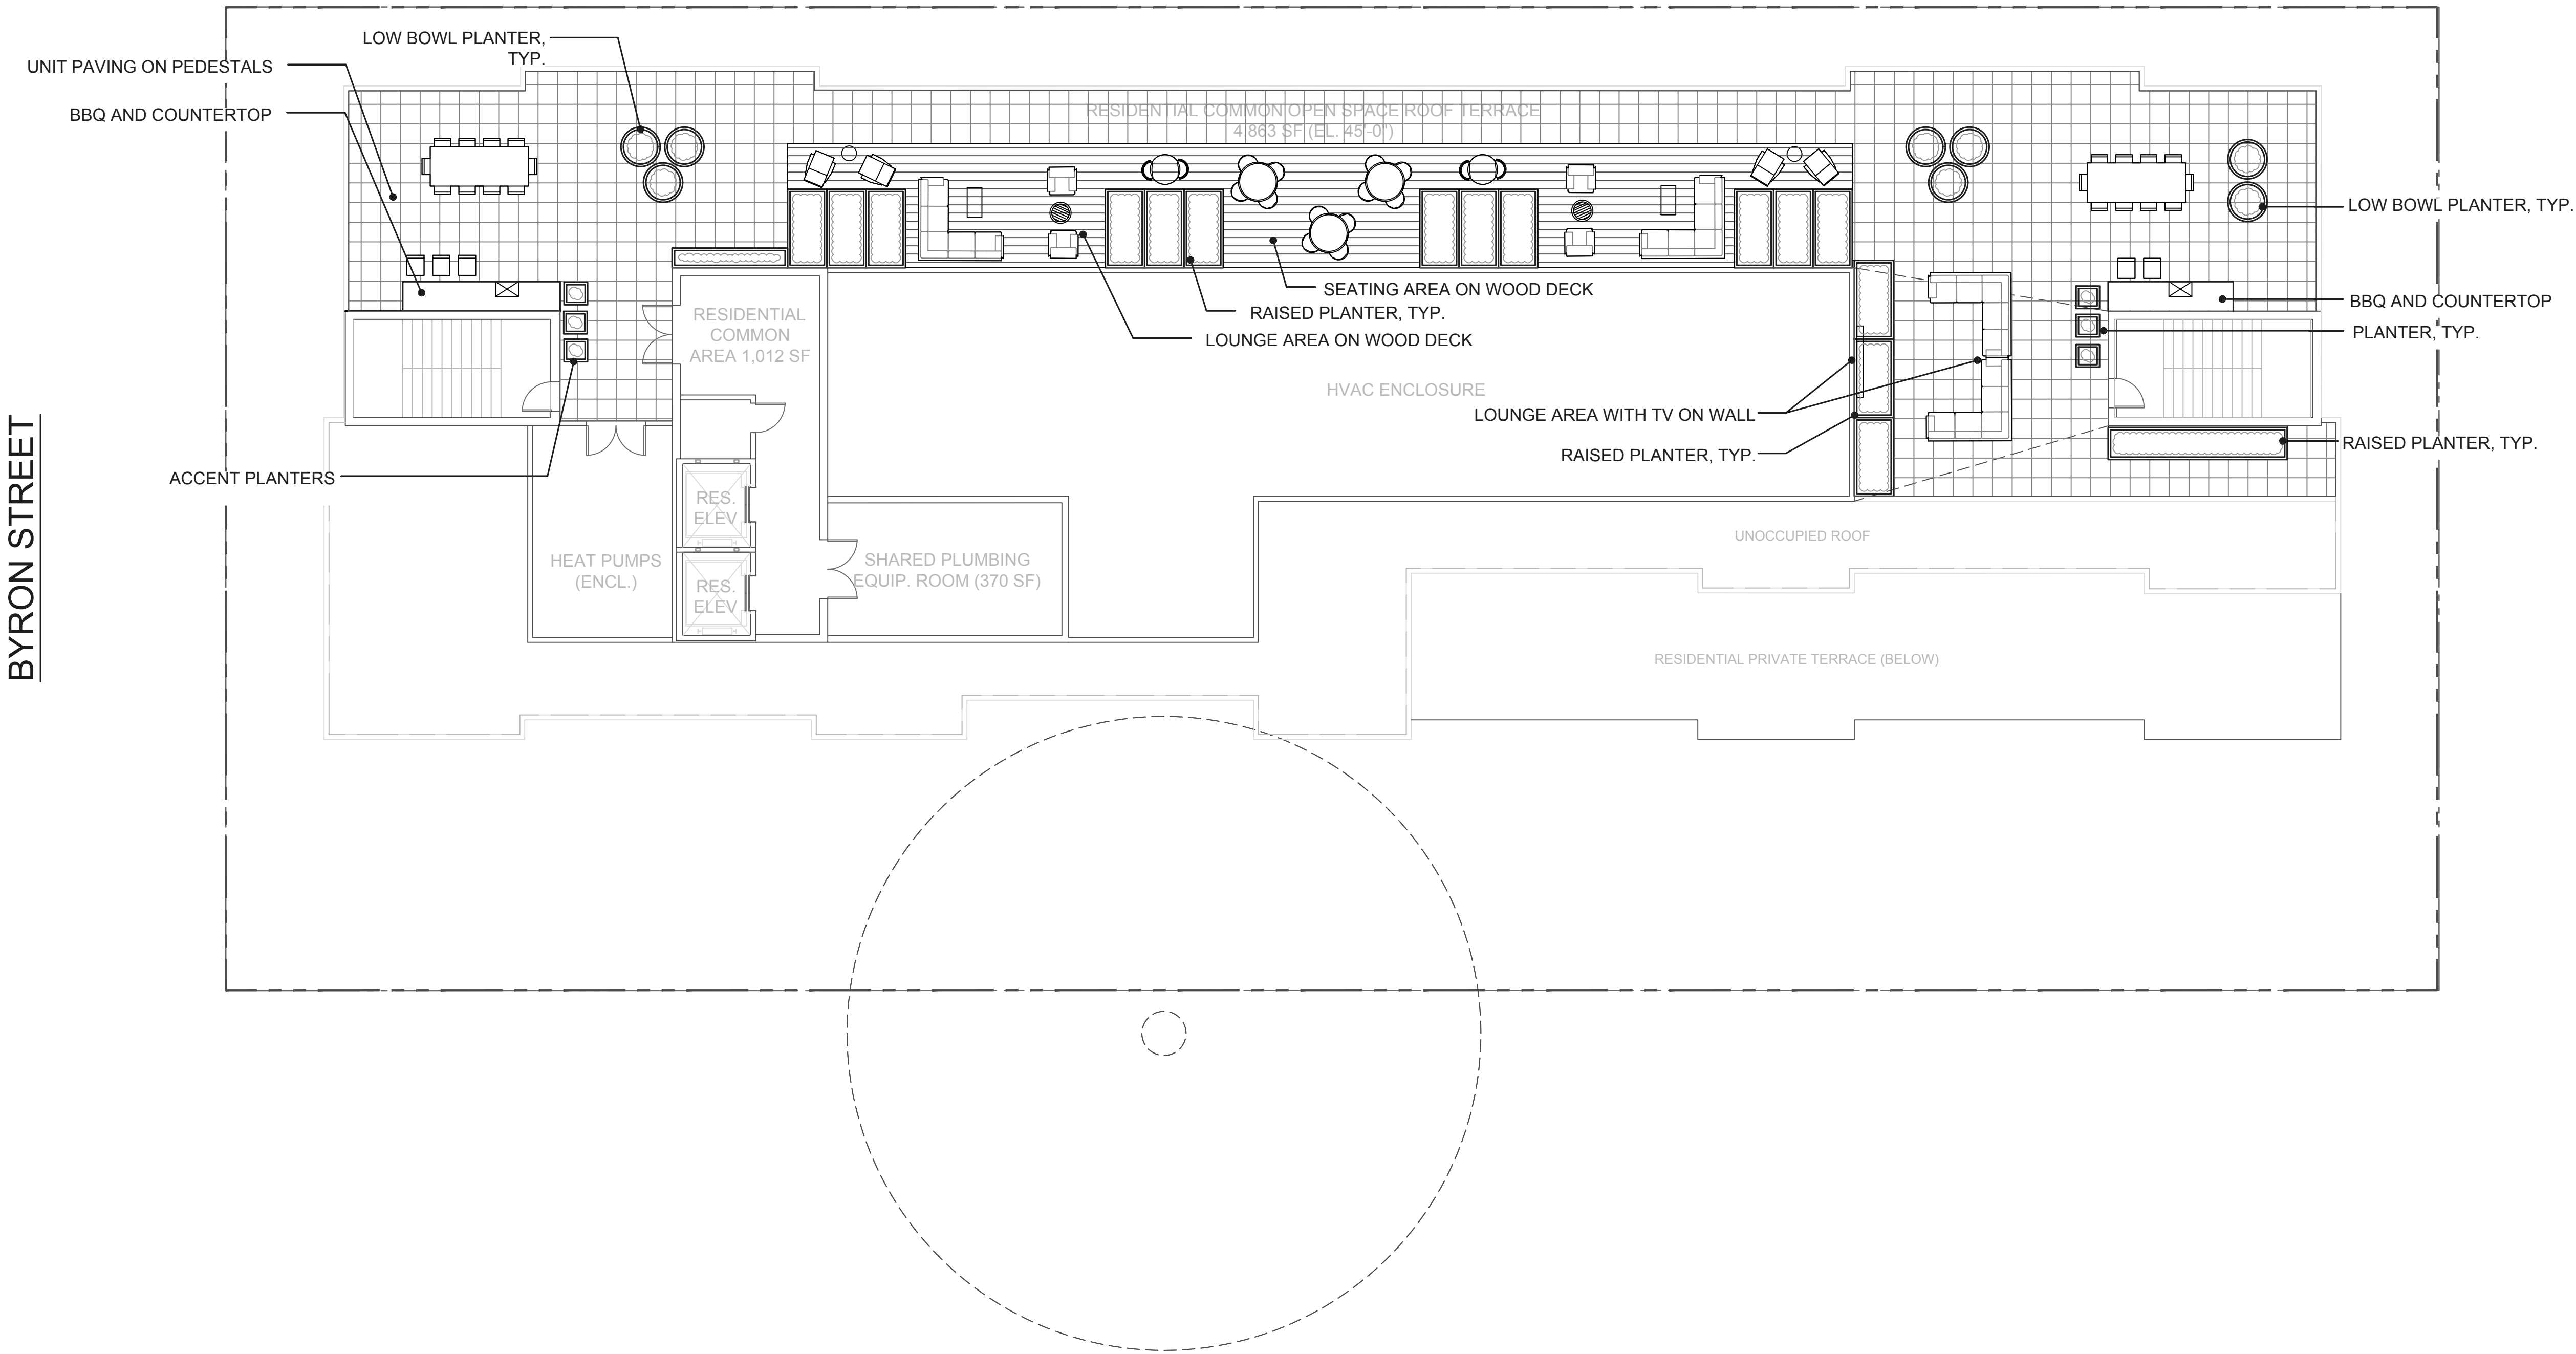 LOW BOWL PLANTER,
TYP.
UNIT PAVING ON PEDESTALS
BBQ AND COUNTERTOP
RESIDENTIAL COMMON OPEN SPACE ROOF TERRACE
4,863 SF (EL. 45'-0")
LOW BOWL PLANTER, TYP.
SEATING AREA ON WOOD DECK
RAISED PLANTER, TYP.
LOUNGE AREA ON WOOD DECK
BBQ AND COUNTERTOP
PLANTER, TYP.
RESIDENTIAL
COMMON
AREA 1,012 SF
HVAC ENCLOSURE
LOUNGE AREA WITH TV ON WALL
RAISED PLANTER, TYP.
RAISED PLANTER, TYP.
ACCENT PLANTERS
RES.
ELEV
RES.
ELEV
HEAT PUMPS
(ENCL.)
SHARED PLUMBING
EQUIP. ROOM (370 SF)
UNOCCUPIED ROOF
RESIDENTIAL PRIVATE TERRACE (BELOW)
BYRON STREET